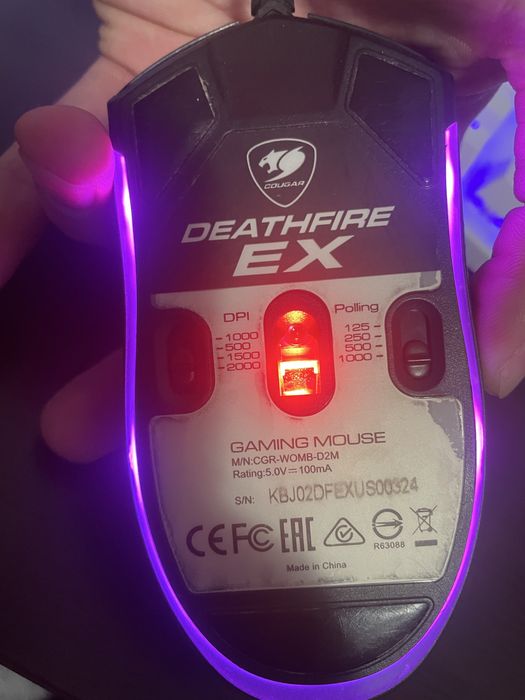 COUGAR
DEATHFIRE
EX
DPI
1000
500
1500
2000
Polling
125
250
500
1000
GAMING MOUSE
M/N:CGR-WOMB-D2M
Rating:5.0V⎓100mA
S/N: KBJ02DFEXUS00324
CE FC EAC
R63088
Made in China